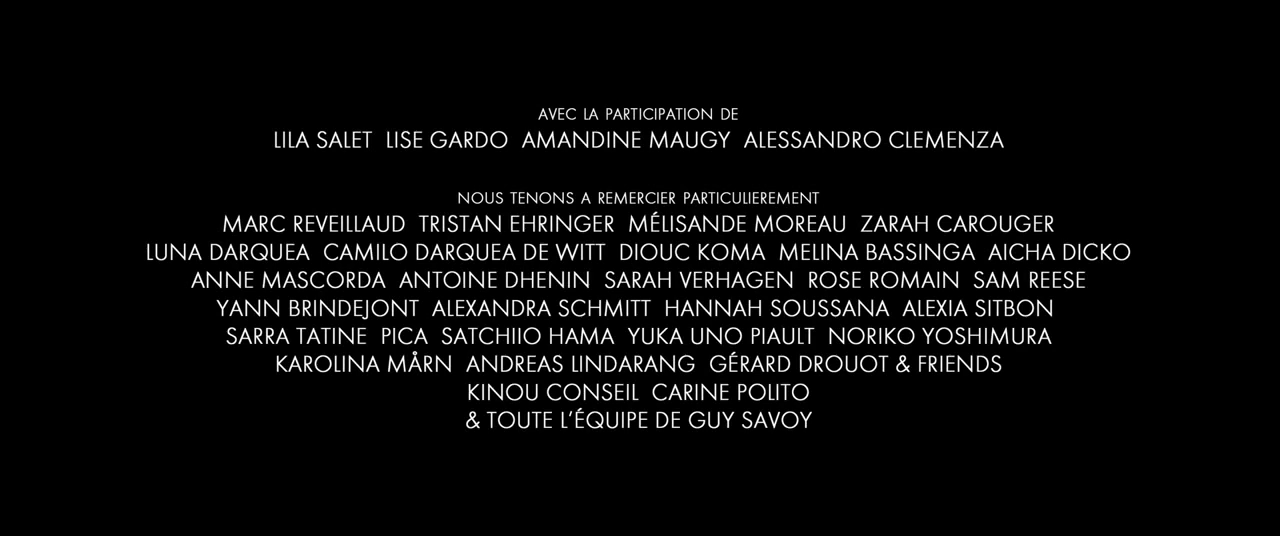 AVEC LA PARTICIPATION DE
LILA SALET LISE GARDO AMANDINE MAUGY ALESSANDRO CLEMENZA
NOUS TENONS A REMERCIER PARTICULIEREMENT
MARC REVEILLAUD TRISTAN EHRINGER MÉLISANDE MOREAU ZARAH CAROUGER
LUNA DARQUEA CAMILO DARQUEA DE WITT DIOUC KOMA MELINA BASSINGA AICHA DICKO
ANNE MASCORDA ANTOINE DHENIN SARAH VERHAGEN ROSE ROMAIN SAM REESE
YANN BRINDEJONT ALEXANDRA SCHMITT HANNAH SOUSSANA ALEXIA SITBON
SARRA TATINE PICA SATCHIIO HAMA YUKA UNO PIAULT NORIKO YOSHIMURA
KAROLINA MÅRN ANDREAS LINDARANG GÉRARD DROUOT & FRIENDS
KINOU CONSEIL CARINE POLITO
& TOUTE L’ÉQUIPE DE GUY SAVOY